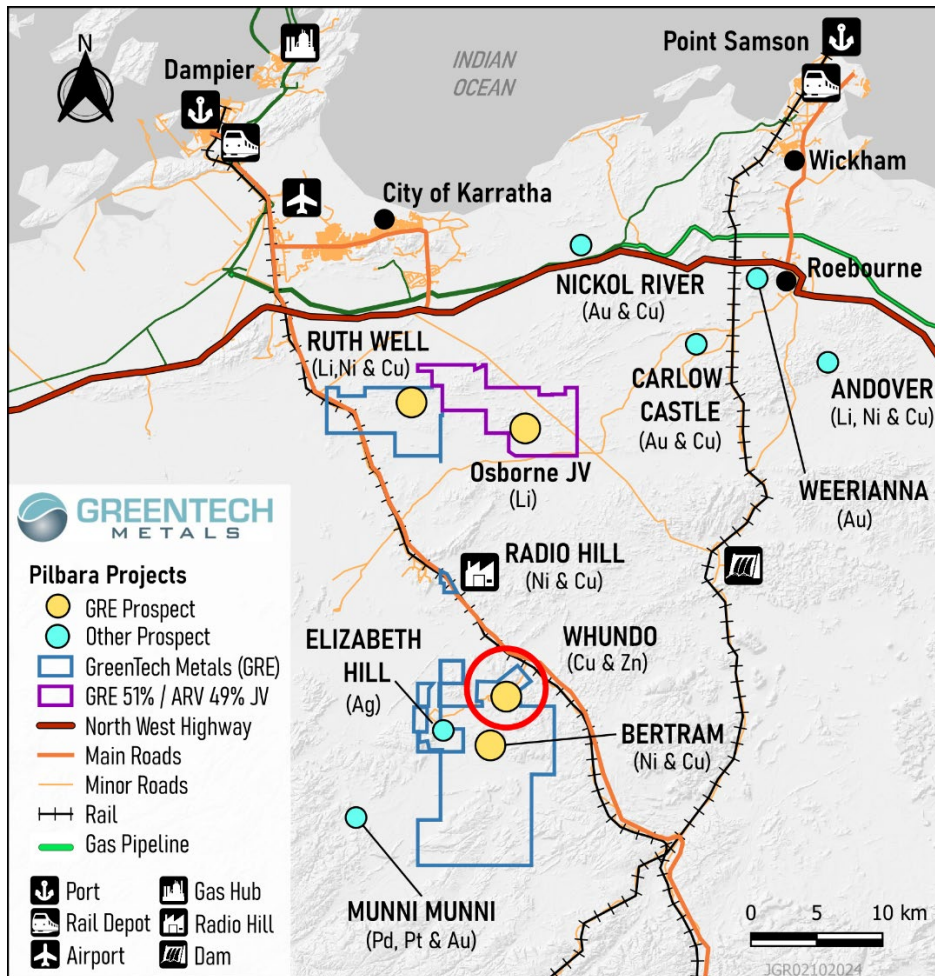 N
Dampier
INDIAN
OCEAN
Point Samson
Wickham
City of Karratha
Roebourne
NICKOL RIVER
(Au & Cu)
RUTH WELL
(Li,Ni & Cu)
CARLOW
CASTLE
(Au & Cu)
ANDOVER
(Li, Ni & Cu)
Osborne JV
(Li)
WEERIANNA
(Au)
GREENTECH
METALS
Pilbara Projects
GRE Prospect
Other Prospect
GreenTech Metals (GRE)
GRE 51% / ARV 49% JV
North West Highway
Main Roads
Minor Roads
Rail
Gas Pipeline
Port
Gas Hub
Rail Depot
Radio Hill
Airport
Dam
RADIO HILL
(Ni & Cu)
ELIZABETH
HILL
(Ag)
WHUNDO
(Cu & Zn)
BERTRAM
(Ni & Cu)
MUNNI MUNNI
(Pd, Pt & Au)
0 5 10 km
JGR02102024